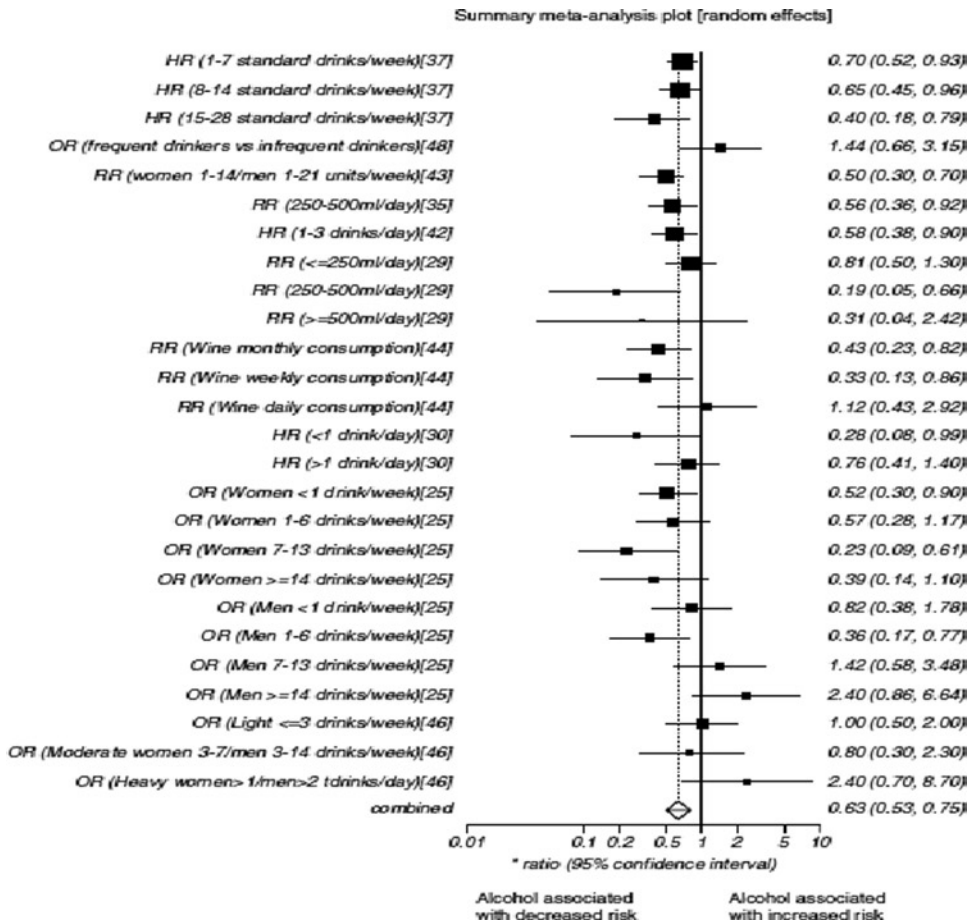 Summary meta-analysis plot [random effects]
HR (1-7 standard drinks/week)[37] 0.70 (0.52, 0.93)
HR (8-14 standard drinks/week)[37] 0.65 (0.45, 0.96)
HR (15-28 standard drinks/week)[37] 0.40 (0.18, 0.79)
OR (frequent drinkers vs infrequent drinkers)[48] 1.44 (0.66, 3.15)
RR (women 1-14/men 1-21 units/week)[43] 0.50 (0.30, 0.70)
RR (250-500ml/day)[35] 0.56 (0.36, 0.92)
HR (1-3 drinks/day)[42] 0.58 (0.38, 0.90)
RR (<=250ml/day)[29] 0.81 (0.50, 1.30)
RR (250-500ml/day)[29] 0.19 (0.05, 0.66)
RR (>=500ml/day)[29] 0.31 (0.04, 2.42)
RR (Wine monthly consumption)[44] 0.43 (0.23, 0.82)
RR (Wine weekly consumption)[44] 0.33 (0.13, 0.86)
RR (Wine daily consumption)[44] 1.12 (0.43, 2.92)
HR (<1 drink/day)[30] 0.28 (0.08, 0.99)
HR (>1 drink/day)[30] 0.76 (0.41, 1.40)
OR (Women <1 drink/week)[25] 0.52 (0.30, 0.90)
OR (Women 1-6 drinks/week)[25] 0.57 (0.28, 1.17)
OR (Women 7-13 drinks/week)[25] 0.23 (0.09, 0.61)
OR (Women >=14 drinks/week)[25] 0.39 (0.14, 1.10)
OR (Men <1 drink/week)[25] 0.82 (0.38, 1.78)
OR (Men 1-6 drinks/week)[25] 0.36 (0.17, 0.77)
OR (Men 7-13 drinks/week)[25] 1.42 (0.58, 3.48)
OR (Men >=14 drinks/week)[25] 2.40 (0.86, 6.64)
OR (Light <=3 drinks/week)[46] 1.00 (0.50, 2.00)
OR (Moderate women 3-7/men 3-14 drinks/week)[46] 0.80 (0.30, 2.30)
OR (Heavy women>1/men>2 tdrinks/day)[46] 2.40 (0.70, 8.70)
combined 0.63 (0.53, 0.75)
0.01 0.1 0.2 0.5 1 2 5 10
* ratio (95% confidence interval)
Alcohol associated with decreased risk
Alcohol associated with increased risk